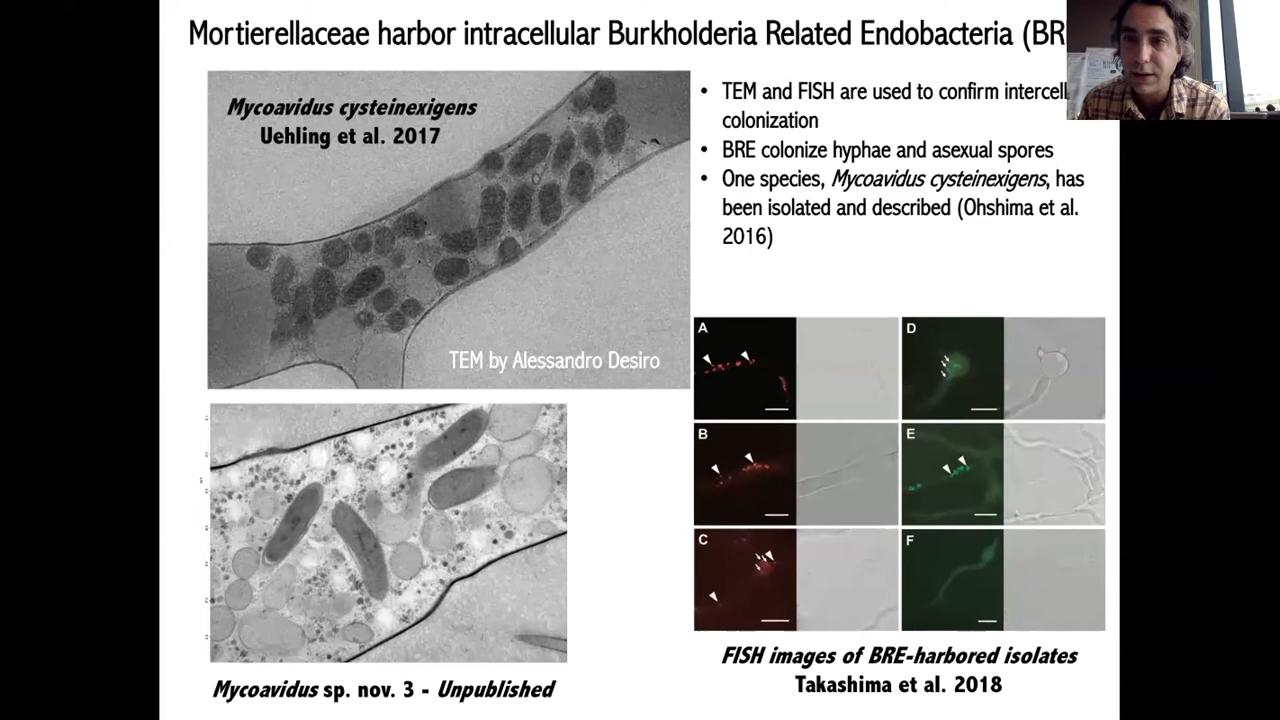 Mortierellaceae harbor intracellular Burkholderia Related Endobacteria (BR
Mycoavidus cysteinexigens
Uehling et al. 2017
TEM by Alessandro Desiro
• TEM and FISH are used to confirm intercell
colonization
• BRE colonize hyphae and asexual spores
• One species, Mycoavidus cysteinexigens, has
been isolated and described (Ohshima et al.
2016)
A
D
B
E
C
F
Mycoavidus sp. nov. 3 - Unpublished
FISH images of BRE-harbored isolates
Takashima et al. 2018